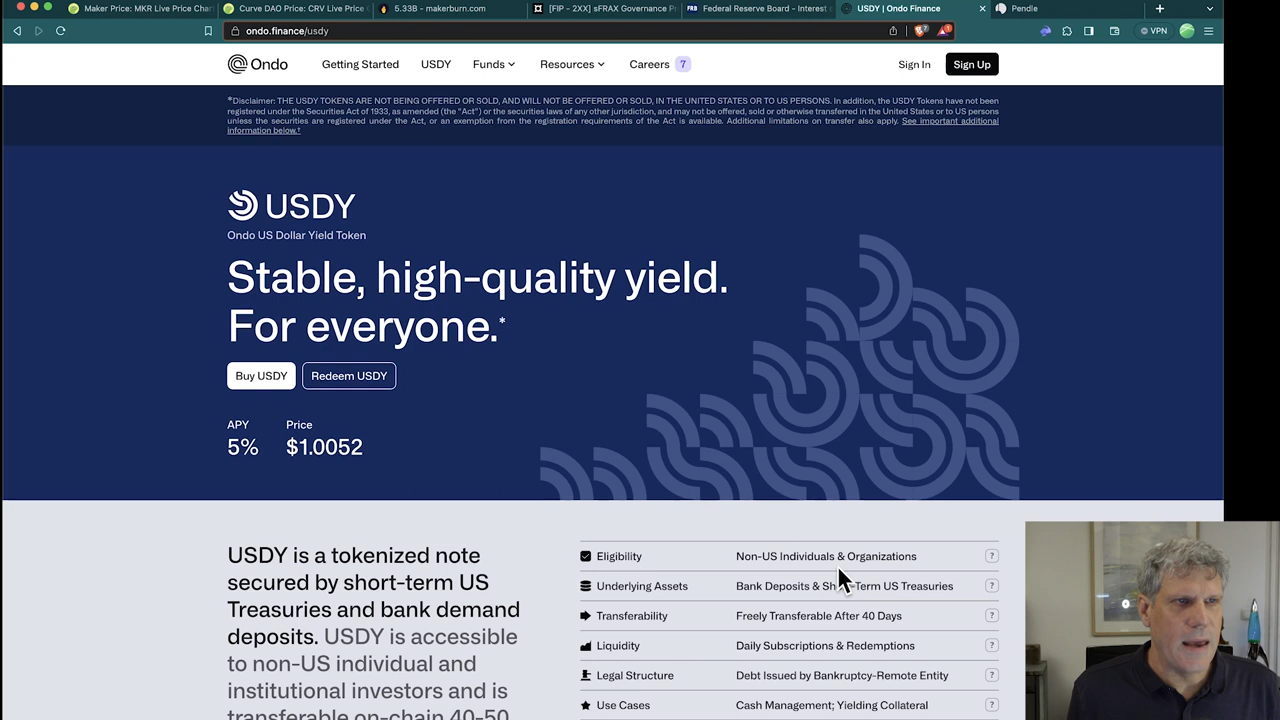 Maker Price: MKR Live Price Char
Curve DAO Price: CRV Live Price C
5.33B - makerburn.com
[FIP - 2XX] sFRAX Governance Pr
Federal Reserve Board - Interest o
USDY | Ondo Finance
Pendle
ondo.finance/usdy
VPN
Ondo
Getting Started
USDY
Funds
Resources
Careers
7
Sign In
Sign Up
*Disclaimer: THE USDY TOKENS ARE NOT BEING OFFERED OR SOLD, AND WILL NOT BE OFFERED OR SOLD, IN THE UNITED STATES OR TO US PERSONS. In addition, the USDY Tokens have not been
registered under the Securities Act of 1933, as amended (the "Act") or the securities laws of any other jurisdiction, and may not be offered, sold or otherwise transferred in the United States or to US persons
unless the securities are registered under the Act, or an exemption from the registration requirements of the Act is available. Additional limitations on transfer also apply. See important additional
information below.†
USDY
Ondo US Dollar Yield Token
Stable, high-quality yield.
For everyone.*
Buy USDY
Redeem USDY
APY
Price
5%
$1.0052
USDY is a tokenized note
secured by short-term US
Treasuries and bank demand
deposits. USDY is accessible
to non-US individual and
institutional investors and is
transferable on-chain 40-50
Eligibility
Non-US Individuals & Organizations
?
Underlying Assets
Bank Deposits & Sh -Term US Treasuries
?
Transferability
Freely Transferable After 40 Days
?
Liquidity
Daily Subscriptions & Redemptions
?
Legal Structure
Debt Issued by Bankruptcy-Remote Entity
?
Use Cases
Cash Management; Yielding Collateral
?